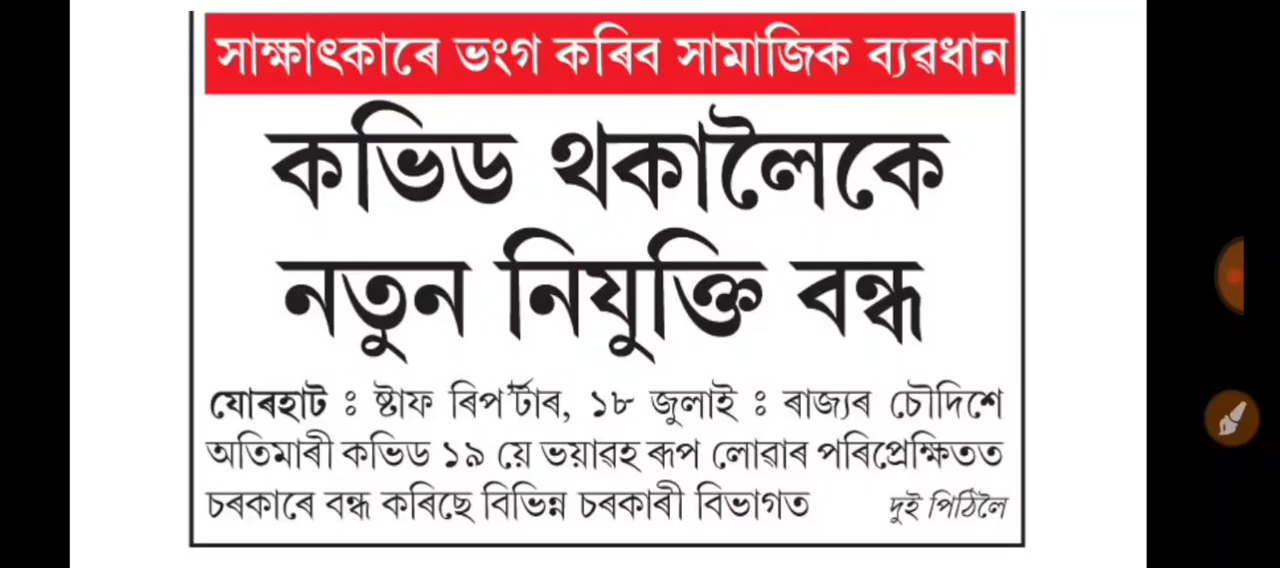 সাক্ষাৎকাৰে ভংগ কৰিব সামাজিক ব্যৱধান
কভিড থকালৈকে
নতুন নিযুক্তি বন্ধ
যোৰহাট ঃ ষ্টাফ ৰিপৰ্টাৰ, ১৮ জুলাই ঃ ৰাজ্যৰ চৌদিশে
অতিমাৰী কভিড ১৯ য়ে ভয়াৱহ ৰূপ লোৱাৰ পৰিপ্ৰেক্ষিতত
চৰকাৰে বন্ধ কৰিছে বিভিন্ন চৰকাৰী বিভাগত
দুই পিঠিলৈ